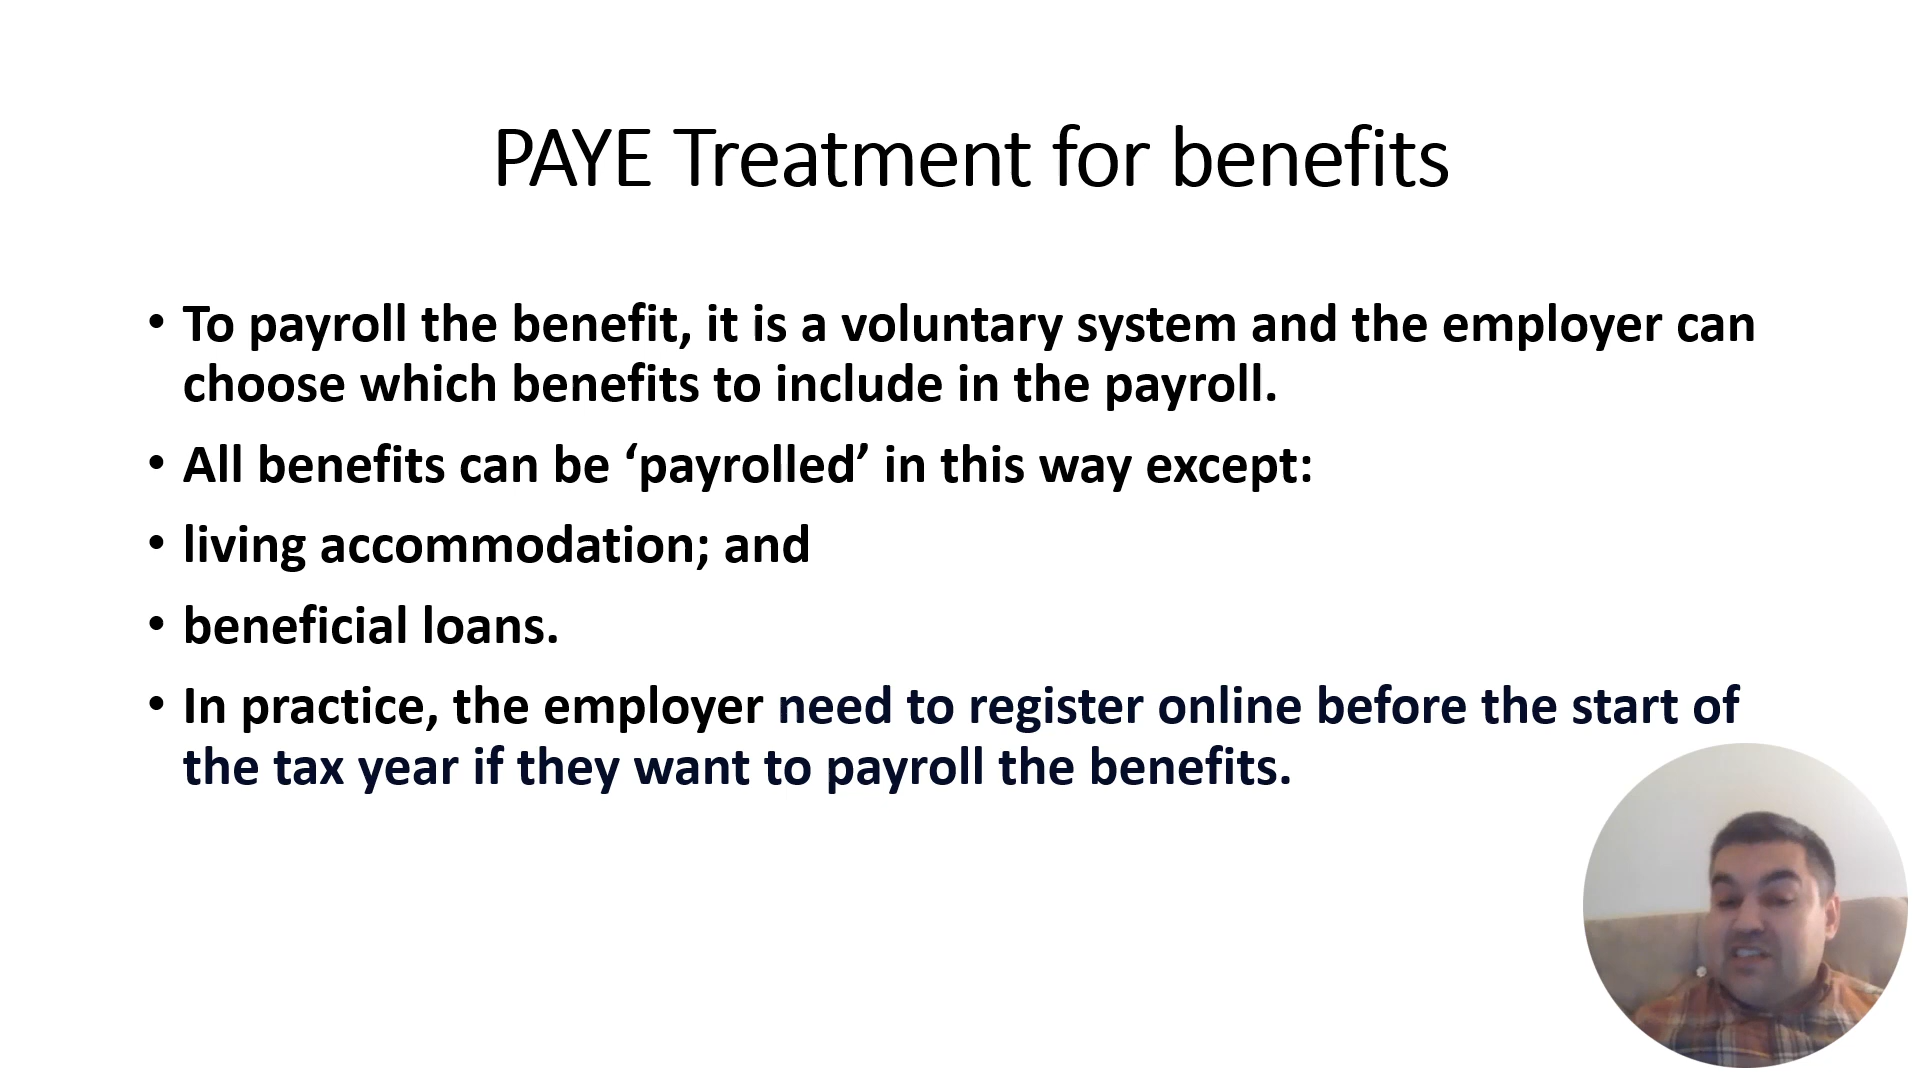 PAYE Treatment for benefits
• To payroll the benefit, it is a voluntary system and the employer can
choose which benefits to include in the payroll.
• All benefits can be ‘payrolled’ in this way except:
• living accommodation; and
• beneficial loans.
• In practice, the employer need to register online before the start of
the tax year if they want to payroll the benefits.